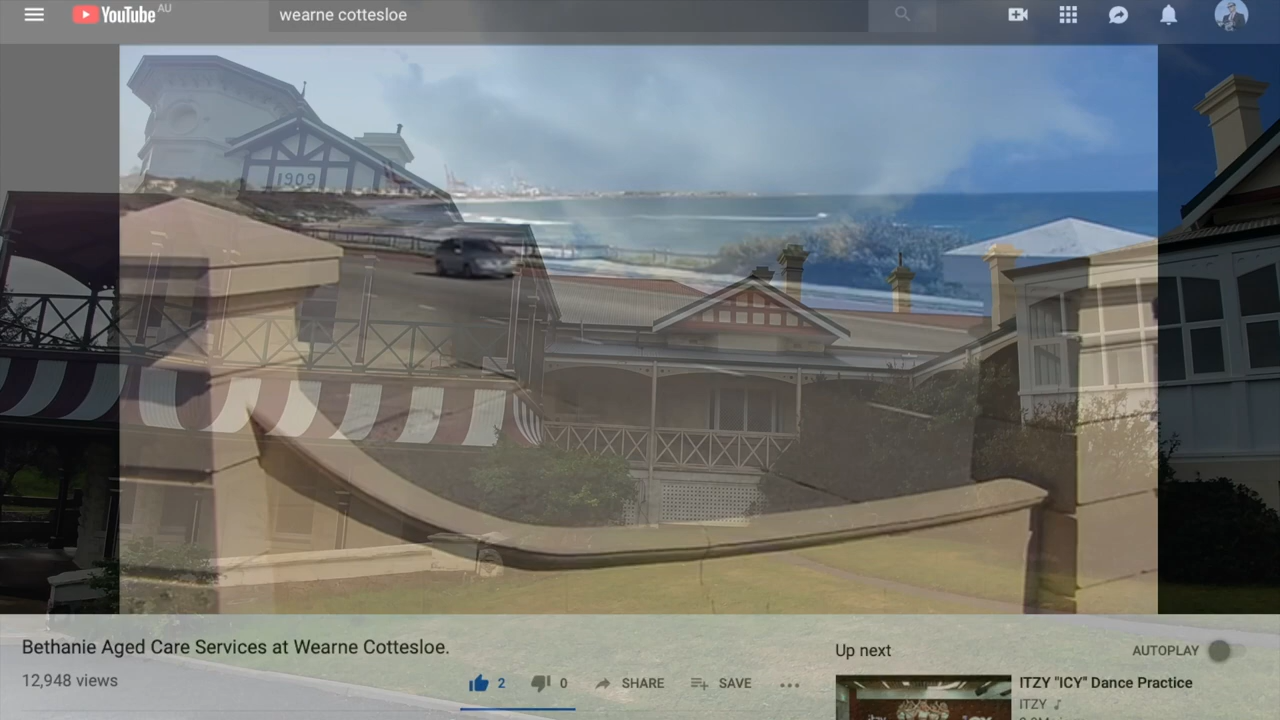 YouTube AU
wearne cottesloe
1909
Bethanie Aged Care Services at Wearne Cottesloe.
12,948 views
2
0
SHARE
SAVE
Up next
AUTOPLAY
ITZY "ICY" Dance Practice
ITZY